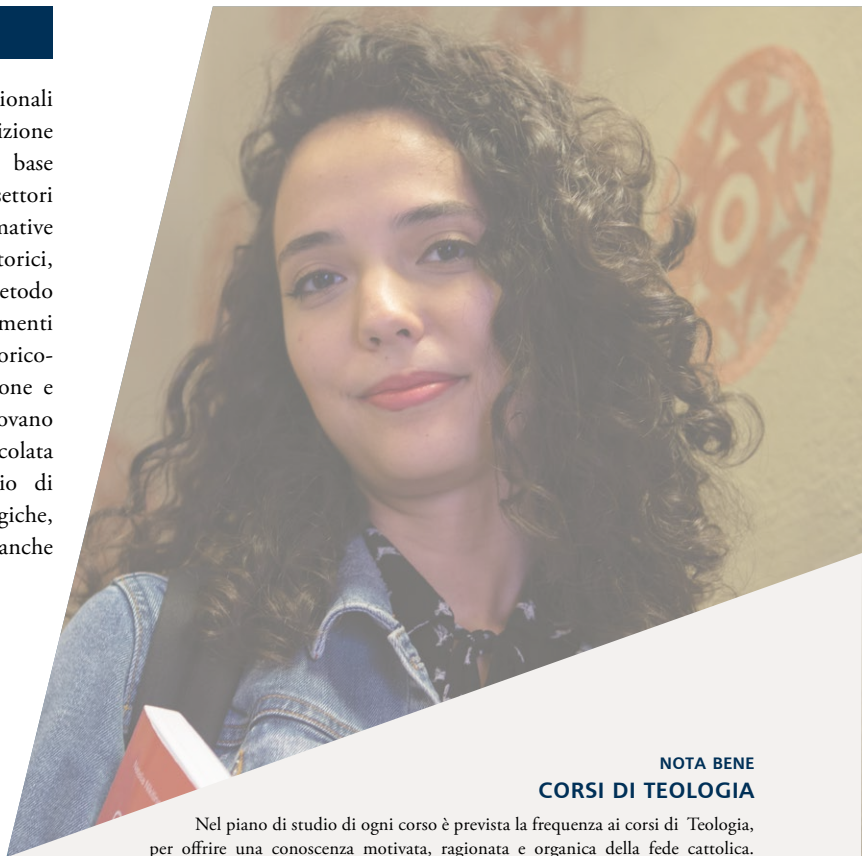 ionali
izione
base
settori
native
torici,
etodo
menti
orico-
one e
ovano
colata
io di
giche,
anche
NOTA BENE
CORSI DI TEOLOGIA
Nel piano di studio di ogni corso è prevista la frequenza ai corsi di Teologia,
per offrire una conoscenza motivata, ragionata e organica della fede cattolica.